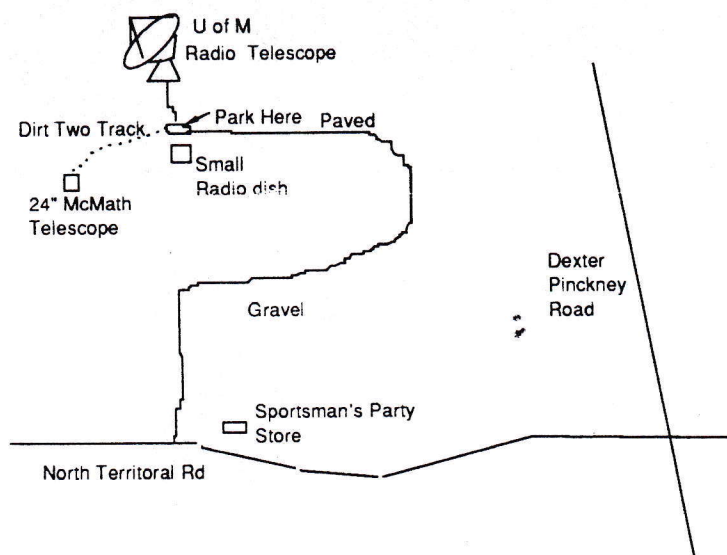 U of M
Radio Telescope
Park Here
Paved
Dirt Two Track
Small
Radio dish
24" McMath
Telescope
Dexter
Pinckney
Road
Gravel
Sportsman's Party
Store
North Territoral Rd